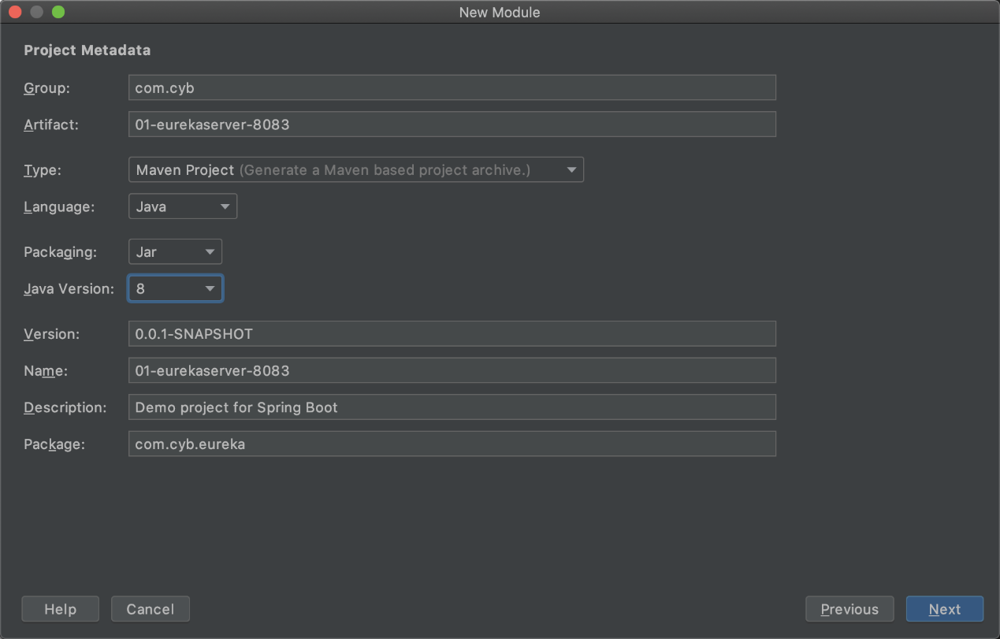 New Module
Project Metadata
Group: com.cyb
Artifact: 01-eurekaserver-8083
Type: Maven Project (Generate a Maven based project archive.)
Language: Java
Packaging: Jar
Java Version: 8
Version: 0.0.1-SNAPSHOT
Name: 01-eurekaserver-8083
Description: Demo project for Spring Boot
Package: com.cyb.eureka
Help Cancel Previous Next